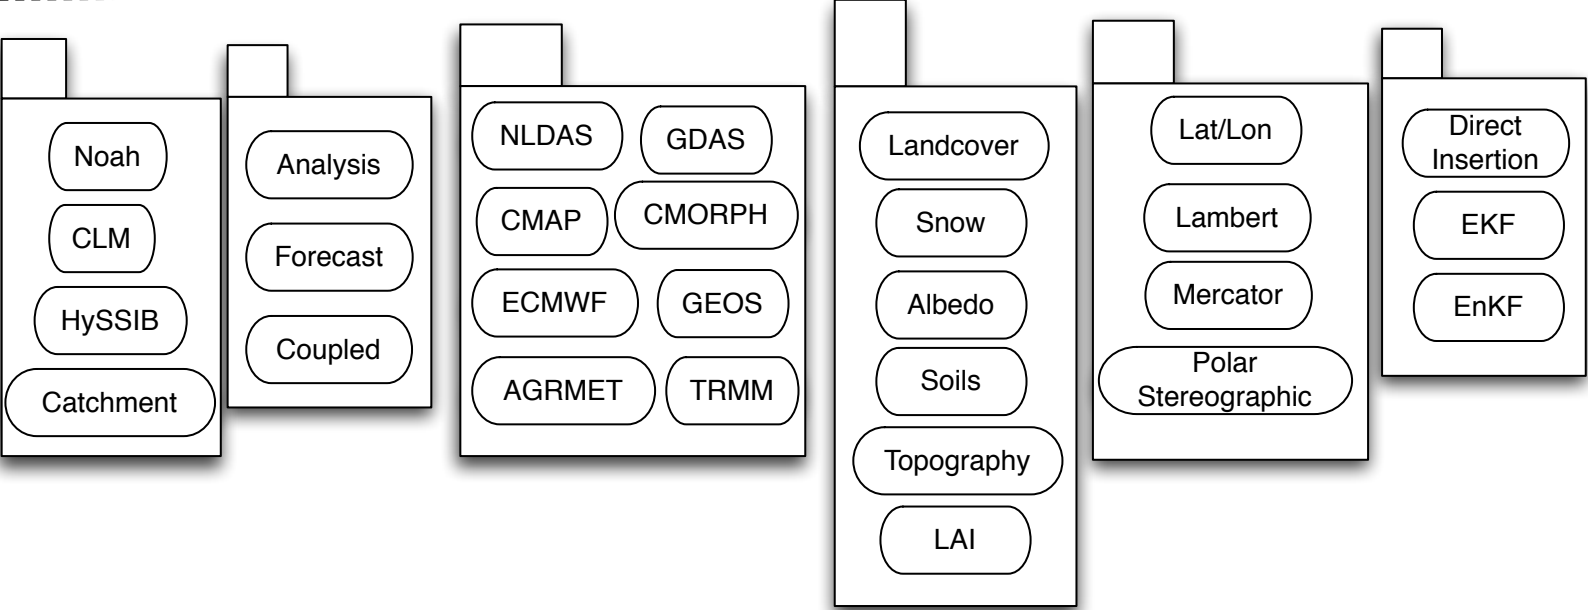 Noah
CLM
HySSIB
Catchment
Analysis
Forecast
Coupled
NLDAS
GDAS
CMAP
CMORPH
ECMWF
GEOS
AGRMET
TRMM
Landcover
Snow
Albedo
Soils
Topography
LAI
Lat/Lon
Lambert
Mercator
Polar
Stereographic
Direct
Insertion
EKF
EnKF